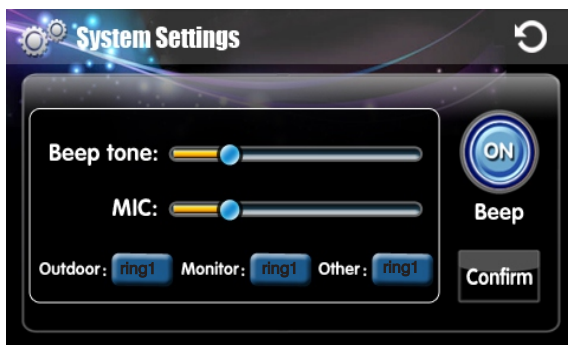 System Settings
Beep tone:
ON
MIC:
Beep
Outdoor: ring1 Monitor: ring1 Other: ring1
Confirm